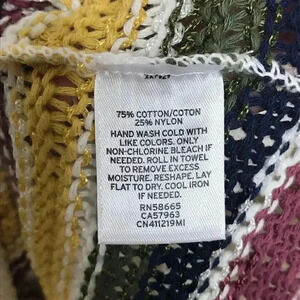 75% COTTON/COTON
25% NYLON
HAND WASH COLD WITH
LIKE COLORS. ONLY
NON-CHLORINE BLEACH IF
NEEDED. ROLL IN TOWEL
TO REMOVE EXCESS
MOISTURE. RESHAPE, LAY
FLAT TO DRY. COOL IRON
IF NEEDED.
RN58665
CA57963
CN411219MI